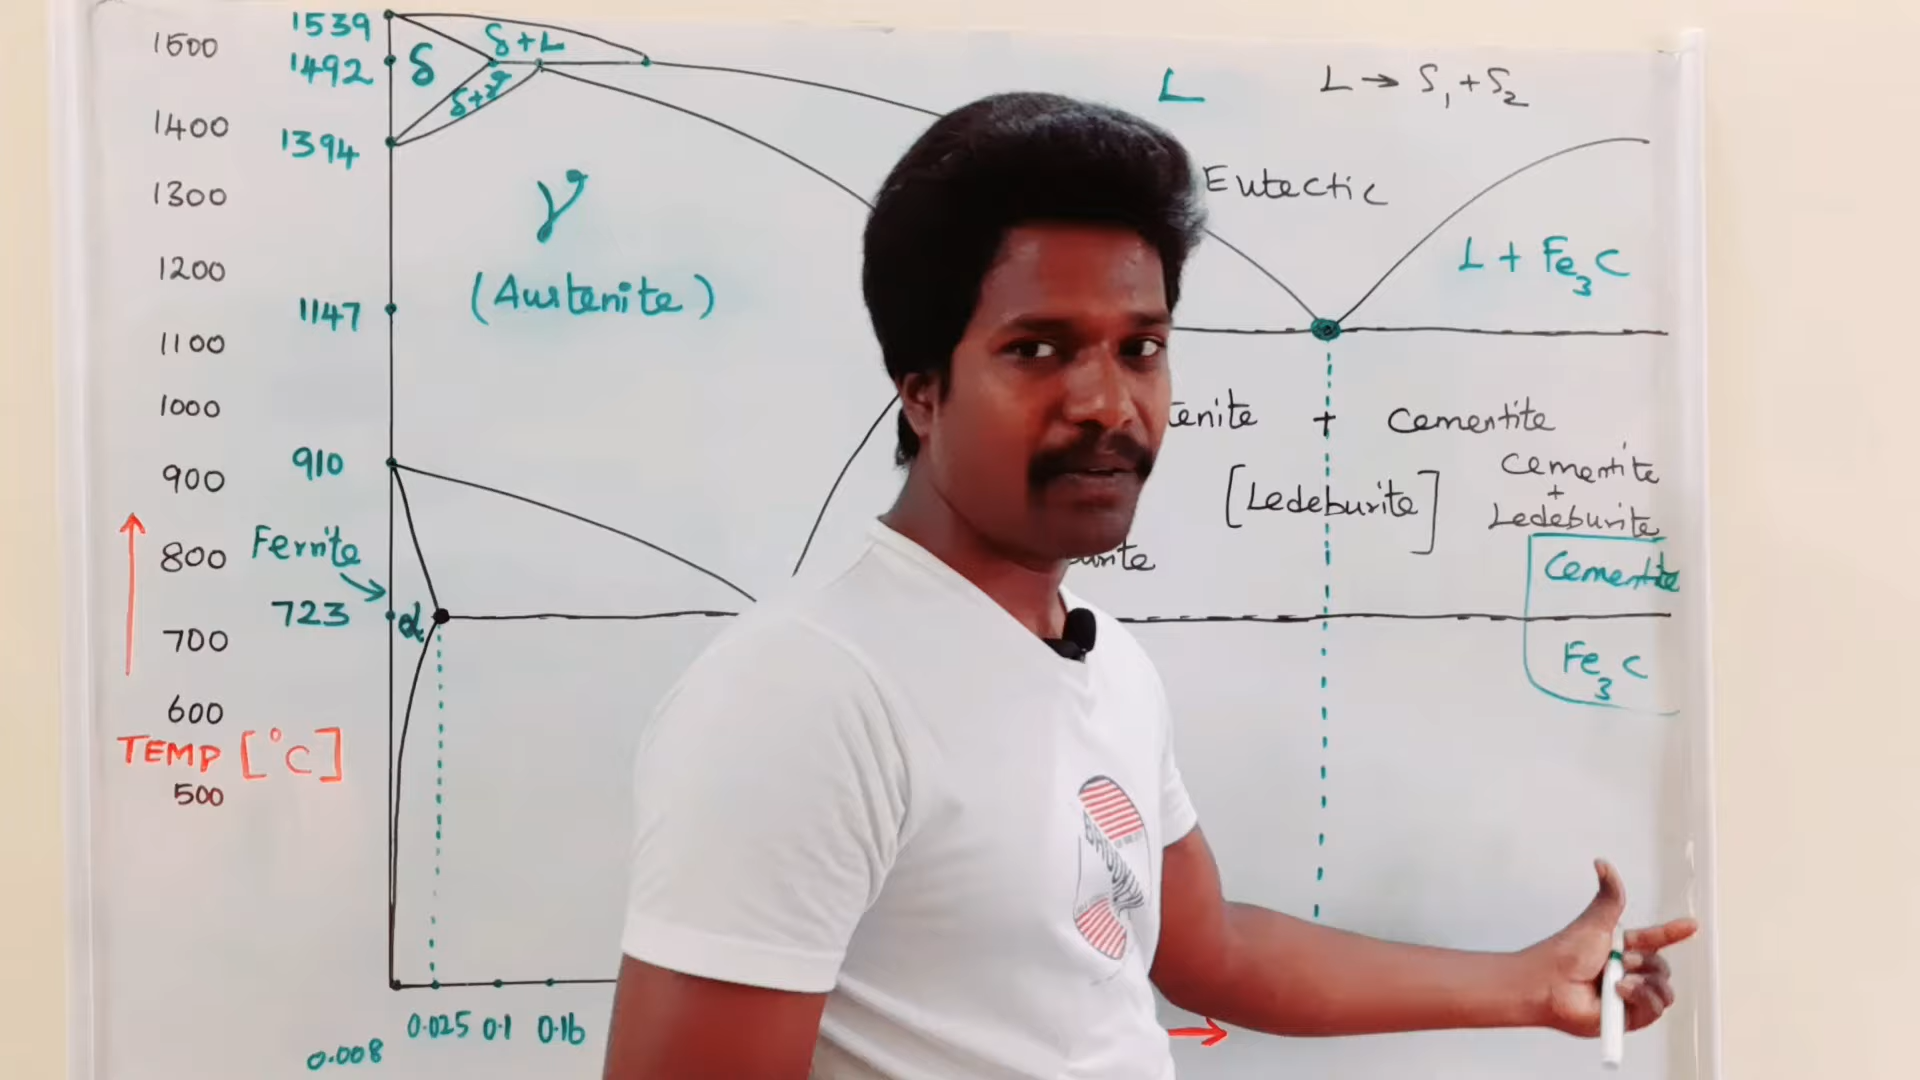 1539
1500
1492
δ
δ+L
δ+γ
1400
1394
L
L → S₁ + S₂
1300
γ
Eutectic
1200
(Austenite)
L + Fe₃C
1147
1100
1000
tenite + Cementite
910
900
Cementite
+
[Ledeburite]
Ledeburite
Ferrite
800
urite
Cementite
723
α
700
Fe₃C
600
TEMP [°C]
500
0.025 0.1 0.16
0.008